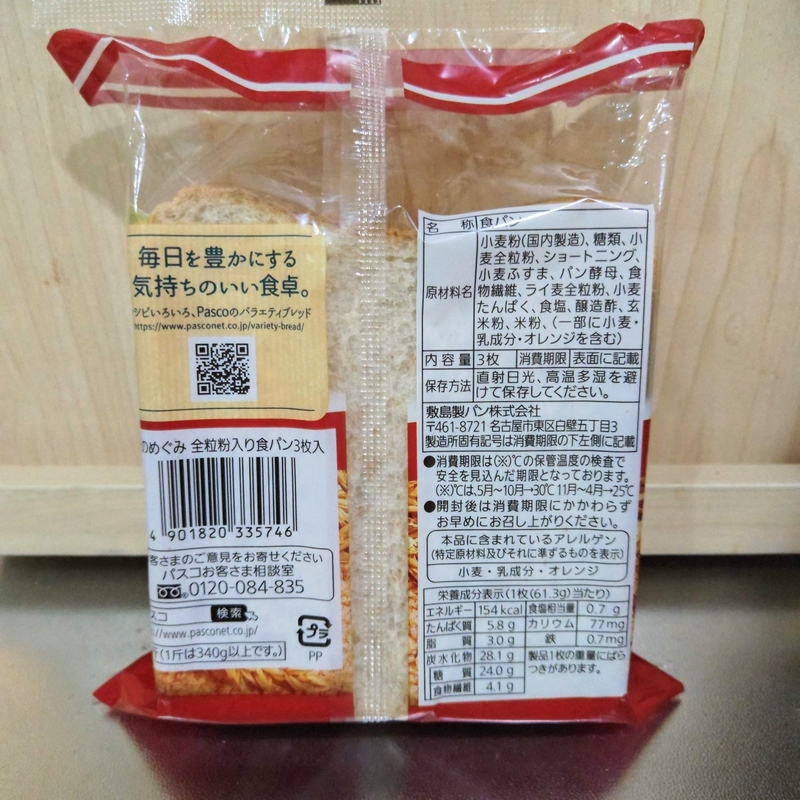 毎日を豊かにする
気持ちのいい食卓。
シピいろいろ、Pascoのバラエティブレッド
https://www.pasconet.co.jp/variety-bread/
のめぐみ 全粒粉入り食パン3枚入
4 901820 335746
客さまのご意見をお寄せください
パスコお客さま相談室
0120-084-835
スコ 検索
://www.pasconet.co.jp/
プラ
PP
斤(1斤は340g以上です。)
名 称 食パン
原材料名 小麦粉(国内製造)、糖類、小
麦全粒粉、ショートニング、
小麦ふすま、パン酵母、食
物繊維、ライ麦全粒粉、小麦
たんぱく、食塩、醸造酢、玄
米粉、米粉、(一部に小麦・
乳成分・オレンジを含む)
内容量 3枚 消費期限 表面に記載
保存方法 直射日光、高温多湿を避
けて保存してください。
敷島製パン株式会社
〒461-8721 名古屋市東区白壁五丁目3
製造所固有記号は消費期限の下左側に記載
●消費期限は(※)℃の保管温度の検査で
安全を見込んだ期限となっております。
(※)℃は、5月~10月→30℃ 11月~4月→25℃
●開封後は消費期限にかかわらず
お早めにお召し上がりください。
本品に含まれているアレルゲン
(特定原材料及びそれに準ずるものを表示)
小麦・乳成分・オレンジ
栄養成分表示(1枚(61.3g)当たり)
エネルギー 154kcal 食塩相当量 0.7 g
たんぱく質 5.8 g カリウム 77mg
脂 質 3.0 g 鉄 0.7mg
炭水化物 28.1 g 製品1枚の重量にばら
糖 質 24.0 g つきがあります。
食物繊維 4.1 g